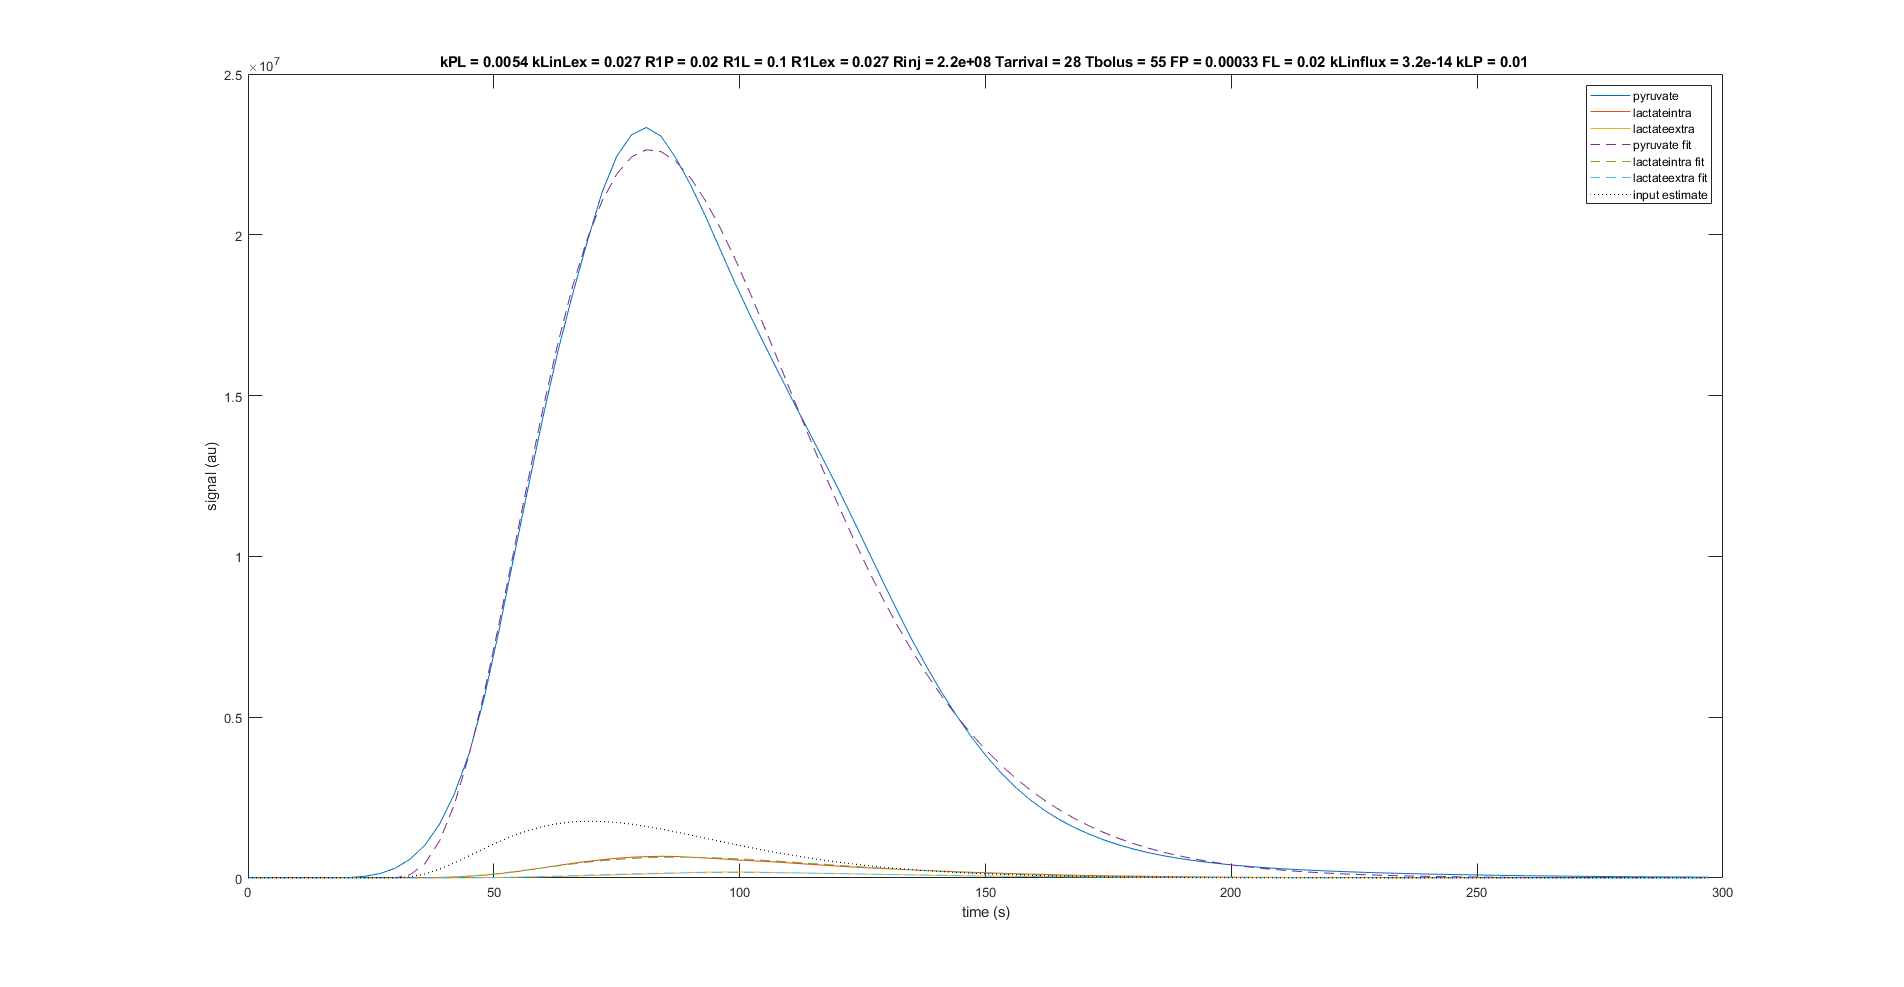 kPL = 0.0054 kLinLex = 0.027 R1P = 0.02 R1L = 0.1 R1Lex = 0.027 Rinj = 2.2e+08 Tarrival = 28 Tbolus = 55 FP = 0.00033 FL = 0.02 kLinflux = 3.2e-14 kLP = 0.01
×10^7
2.5
2
1.5
1
0.5
0
signal (au)
pyruvate
lactateintra
lactateextra
pyruvate fit
lactateintra fit
lactateextra fit
input estimate
0 50 100 150 200 250 300
time (s)